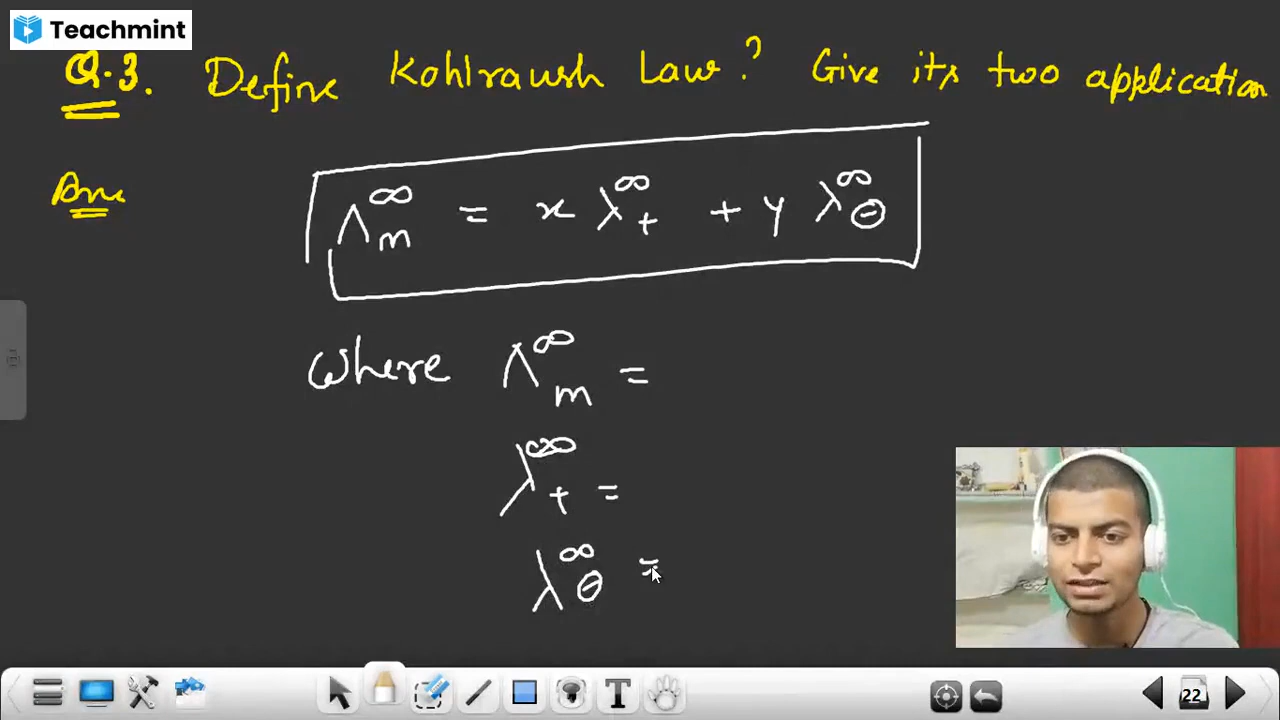 Teachmint
Q.3. Define Kohlraush Law? Give its two application
Ans
Λ∞m = x λ∞+ + y λ∞⊖
Where Λ∞m =
λ∞+ =
λ∞⊖ =
22